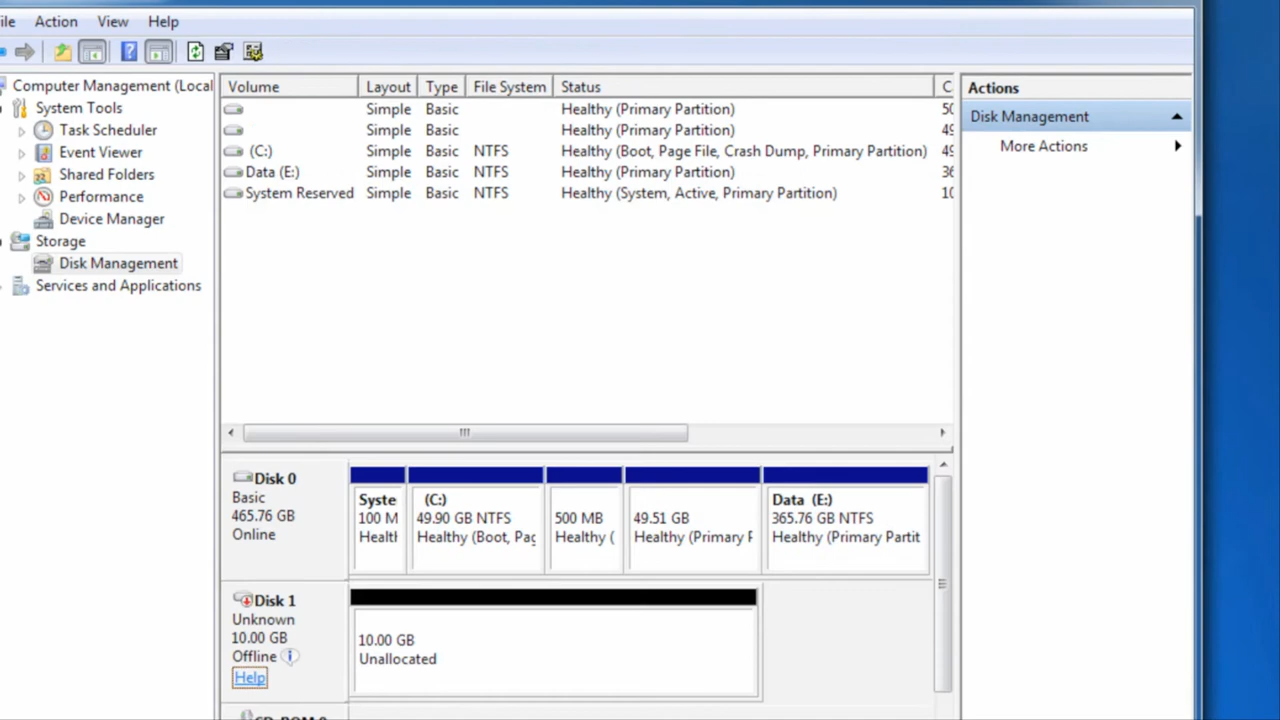 ile Action View Help
Computer Management (Local
System Tools
Task Scheduler
Event Viewer
Shared Folders
Performance
Device Manager
Storage
Disk Management
Services and Applications
Volume Layout Type File System Status C
Simple Basic Healthy (Primary Partition) 50
Simple Basic Healthy (Primary Partition) 49
(C:) Simple Basic NTFS Healthy (Boot, Page File, Crash Dump, Primary Partition) 49
Data (E:) Simple Basic NTFS Healthy (Primary Partition) 36
System Reserved Simple Basic NTFS Healthy (System, Active, Primary Partition) 10
Actions
Disk Management
More Actions
Disk 0
Basic
465.76 GB
Online
Syste
100 M
Healt
(C:)
49.90 GB NTFS
Healthy (Boot, Pag
500 MB
Healthy (
49.51 GB
Healthy (Primary P
Data (E:)
365.76 GB NTFS
Healthy (Primary Partit
Disk 1
Unknown
10.00 GB
Offline
Help
10.00 GB
Unallocated